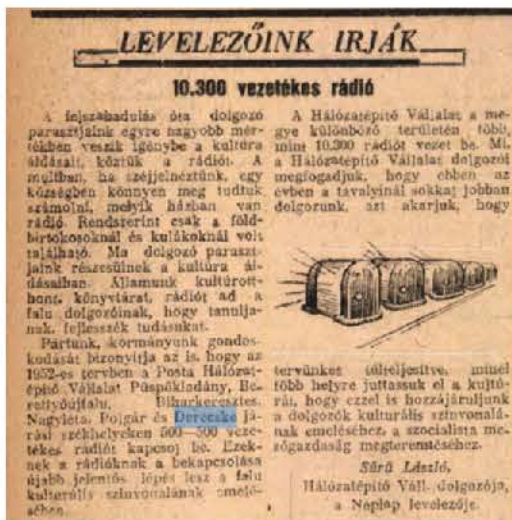 LEVELEZŐINK IRJÁK
10.300 vezetékes rádió
A felszabadulás óta dolgozó
parasztjaink egyre nagyobb mér-
tékben veszik igénybe a kultúra
áldásait, köztük a rádiót. A
multban, ha széjjelnéztünk, egy
községben könnyen meg tudtuk
számolni, melyik házban van
rádió Rendszerint csak a föld-
birtokosoknál és kulákoknál volt
található. Ma dolgozó paraszt-
jaink részesülnek a kultúra ál-
dásaiban. Államunk kultúrott-
hont, könyvtárat, rádiót ad a
falu dolgozóinak, hogy tanulja-
nak, fejlesszék tudásukat.
Pártunk, kormányunk gondos-
kodását bizonyítja az is, hogy az
1952-es tervben a Posta Hálózat-
építő Vállalat Püspökladány, Be-
rettyóújfalu, Biharkeresztes,
Nagyléta, Polgár és Derecske já-
rási székhelyeken 500—500 veze-
tékes rádiót kapcsol be. Ezek-
nek a rádióknak a bekapcsolása
újabb jelentős lépés lesz a falu
kulturális színvonalának emelé-
sében.
A Hálózatépítő Vállalat a me-
gye különböző területén több,
mint 10.300 rádiót vezet be. Mi,
a Hálózatépítő Vállalat dolgozói
megfogadjuk, hogy ebben az
évben a tavalyinál sokkal jobban
dolgozunk, azt akarjuk, hogy
tervünket túlteljesítve, minél
több helyre juttassuk el a kultú-
rát, hogy ezzel is hozzájáruljunk
a dolgozók kulturális színvonalá-
nak emeléséhez, a szocialista me-
zőgazdaság megteremtéséhez.
Sürü László,
Hálózatépítő Váll. dolgozója,
a Néplap levelezője.